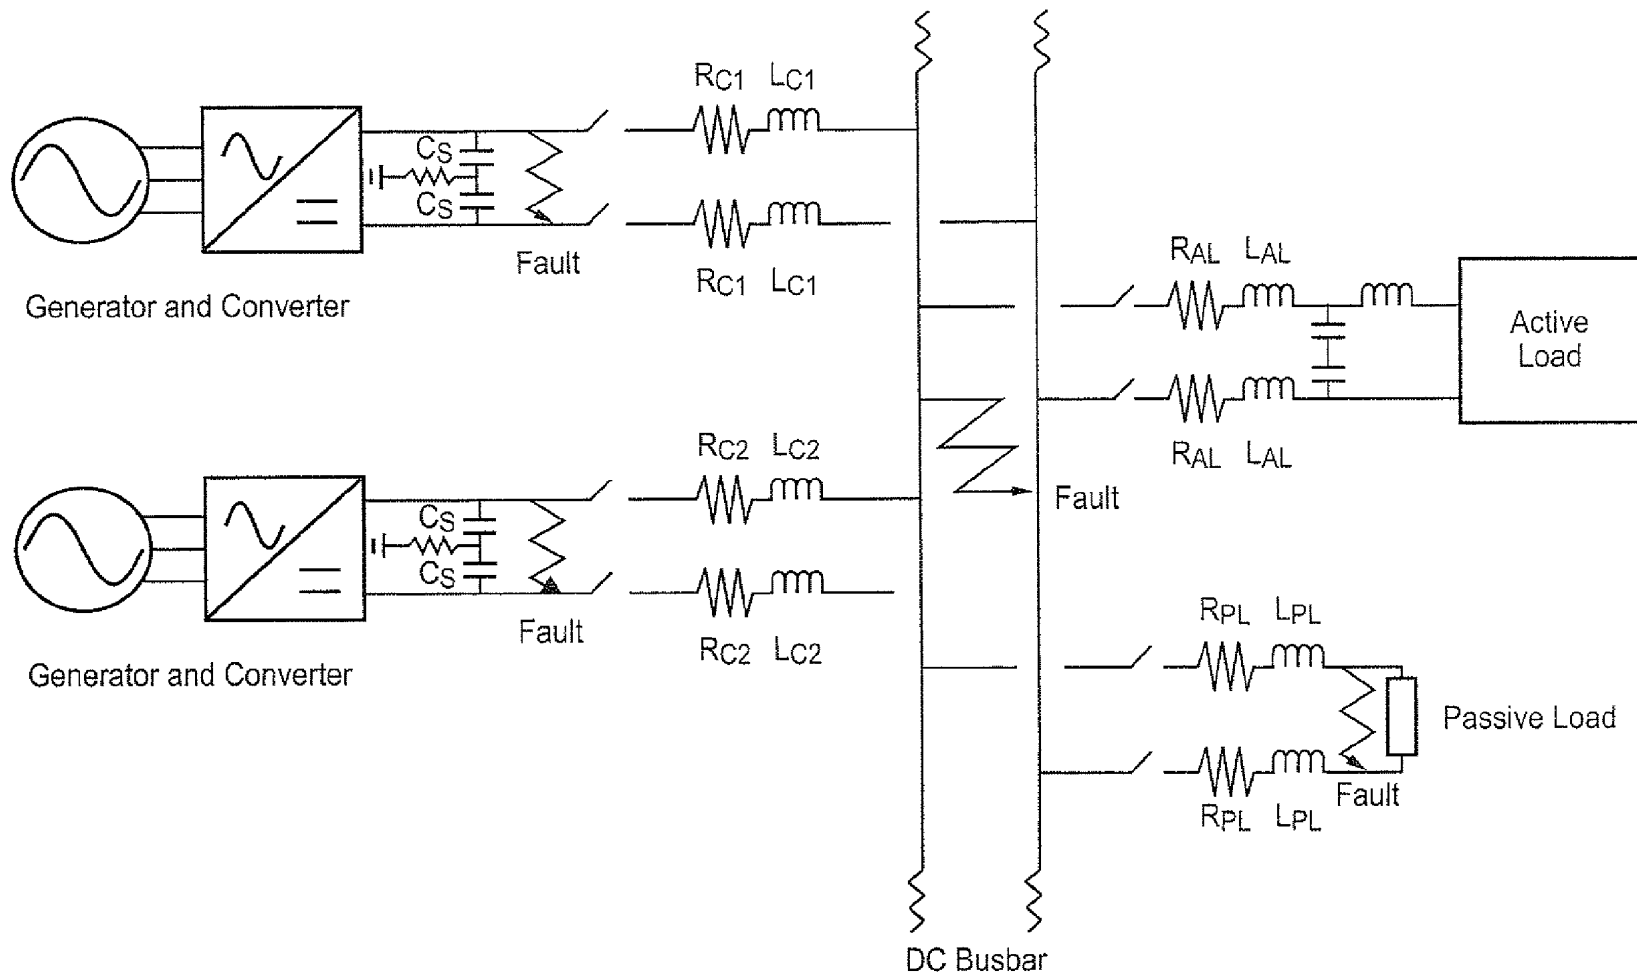 RC1 LC1
CS
CS
Fault
RC1 LC1
Generator and Converter
RAL LAL
Active
Load
RAL LAL
RC2 LC2
CS
CS
Fault
Fault
RC2 LC2
Generator and Converter
RPL LPL
Passive Load
Fault
RPL LPL
DC Busbar